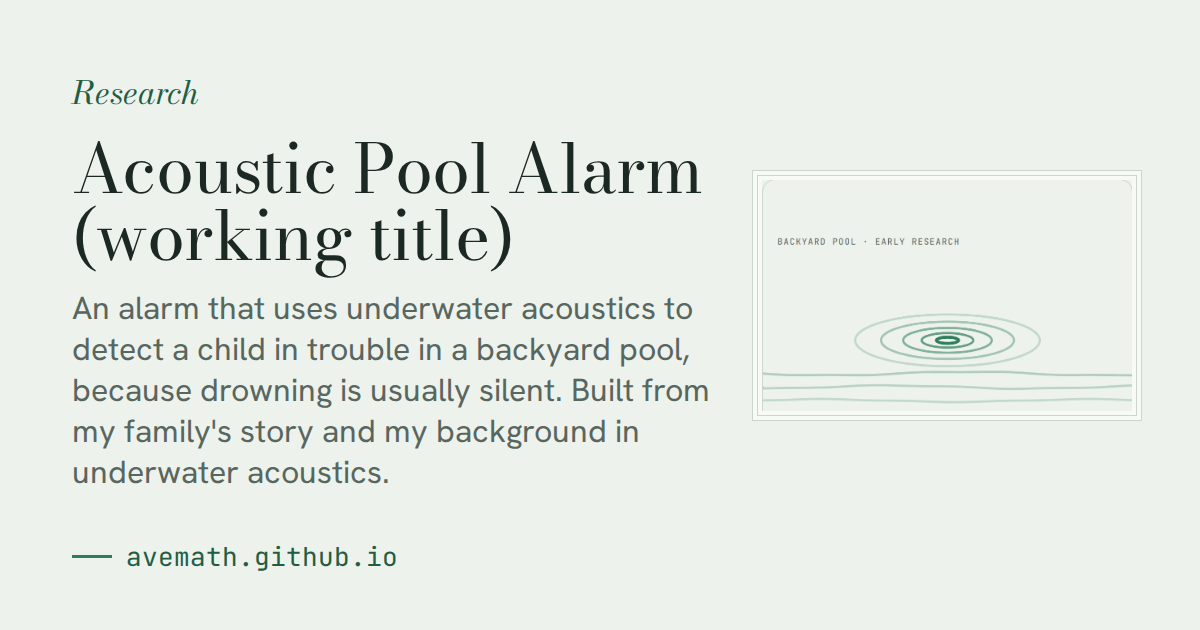 Research
Acoustic Pool Alarm
(working title)
An alarm that uses underwater acoustics to
detect a child in trouble in a backyard pool,
because drowning is usually silent. Built from
my family's story and my background in
underwater acoustics.
avemath.github.io
BACKYARD POOL · EARLY RESEARCH